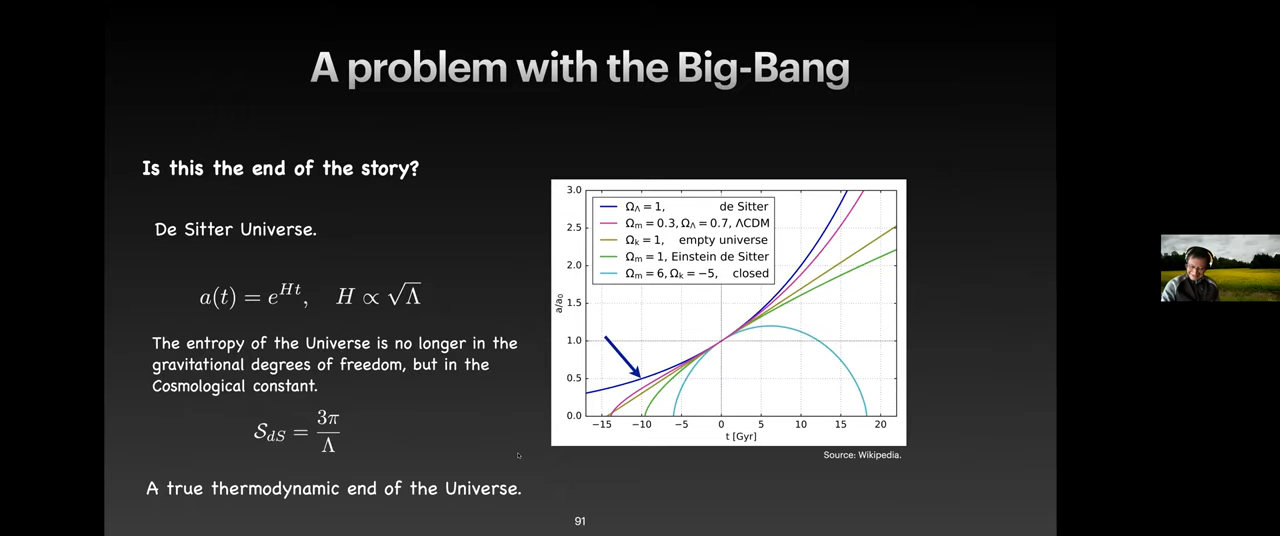 A problem with the Big-Bang
Is this the end of the story?
De Sitter Universe.
a(t) = e^{Ht}, H ∝ √Λ
The entropy of the Universe is no longer in the
gravitational degrees of freedom, but in the
Cosmological constant.
S_{dS} = 3π/Λ
A true thermodynamic end of the Universe.
3.0
2.5
2.0
1.5
1.0
0.5
0.0
a/a₀
Ω_Λ = 1, de Sitter
Ω_m = 0.3, Ω_Λ = 0.7, ΛCDM
Ω_k = 1, empty universe
Ω_m = 1, Einstein de Sitter
Ω_m = 6, Ω_k = −5, closed
−15 −10 −5 0 5 10 15 20
t [Gyr]
Source: Wikipedia.
91